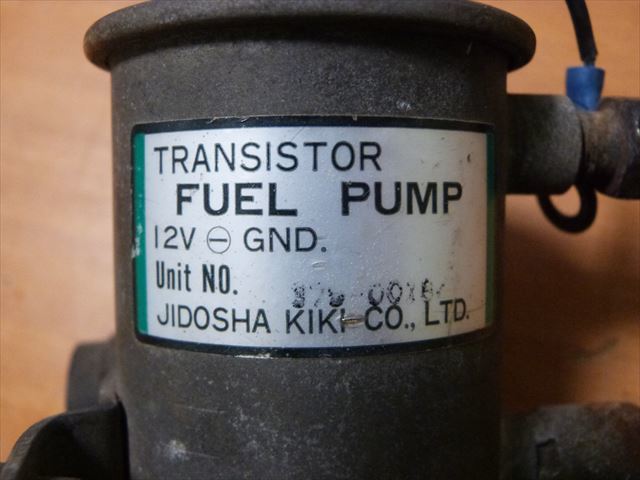 TRANSISTOR
FUEL PUMP
12V ⊖ GND.
Unit NO.
JIDOSHA KIKI CO., LTD.